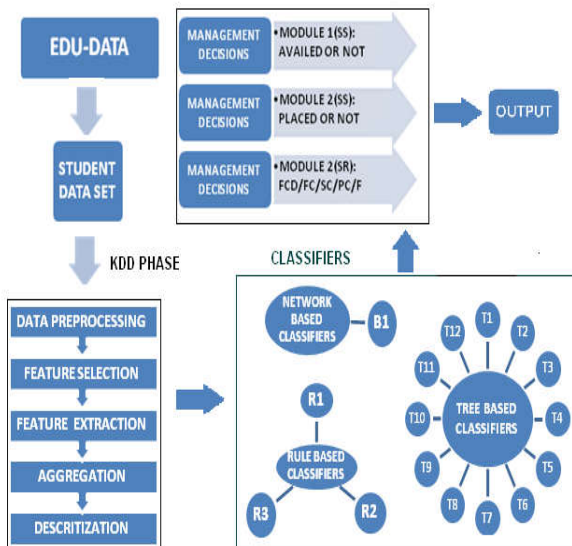 EDU-DATA
STUDENT
DATA SET
KDD PHASE
DATA PREPROCESSING
FEATURE SELECTION
FEATURE EXTRACTION
AGGREGATION
DESCRITIZATION
MANAGEMENT
DECISIONS
•MODULE 1(SS):
AVAILED OR NOT
MANAGEMENT
DECISIONS
•MODULE 2(SS):
PLACED OR NOT
MANAGEMENT
DECISIONS
•MODULE 2(SR):
FCD/FC/SC/PC/F
OUTPUT
CLASSIFIERS
NETWORK
BASED
CLASSIFIERS
B1
R1
RULE BASED
CLASSIFIERS
R3
R2
TREE BASED
CLASSIFIERS
T1
T2
T3
T4
T5
T6
T7
T8
T9
T10
T11
T12